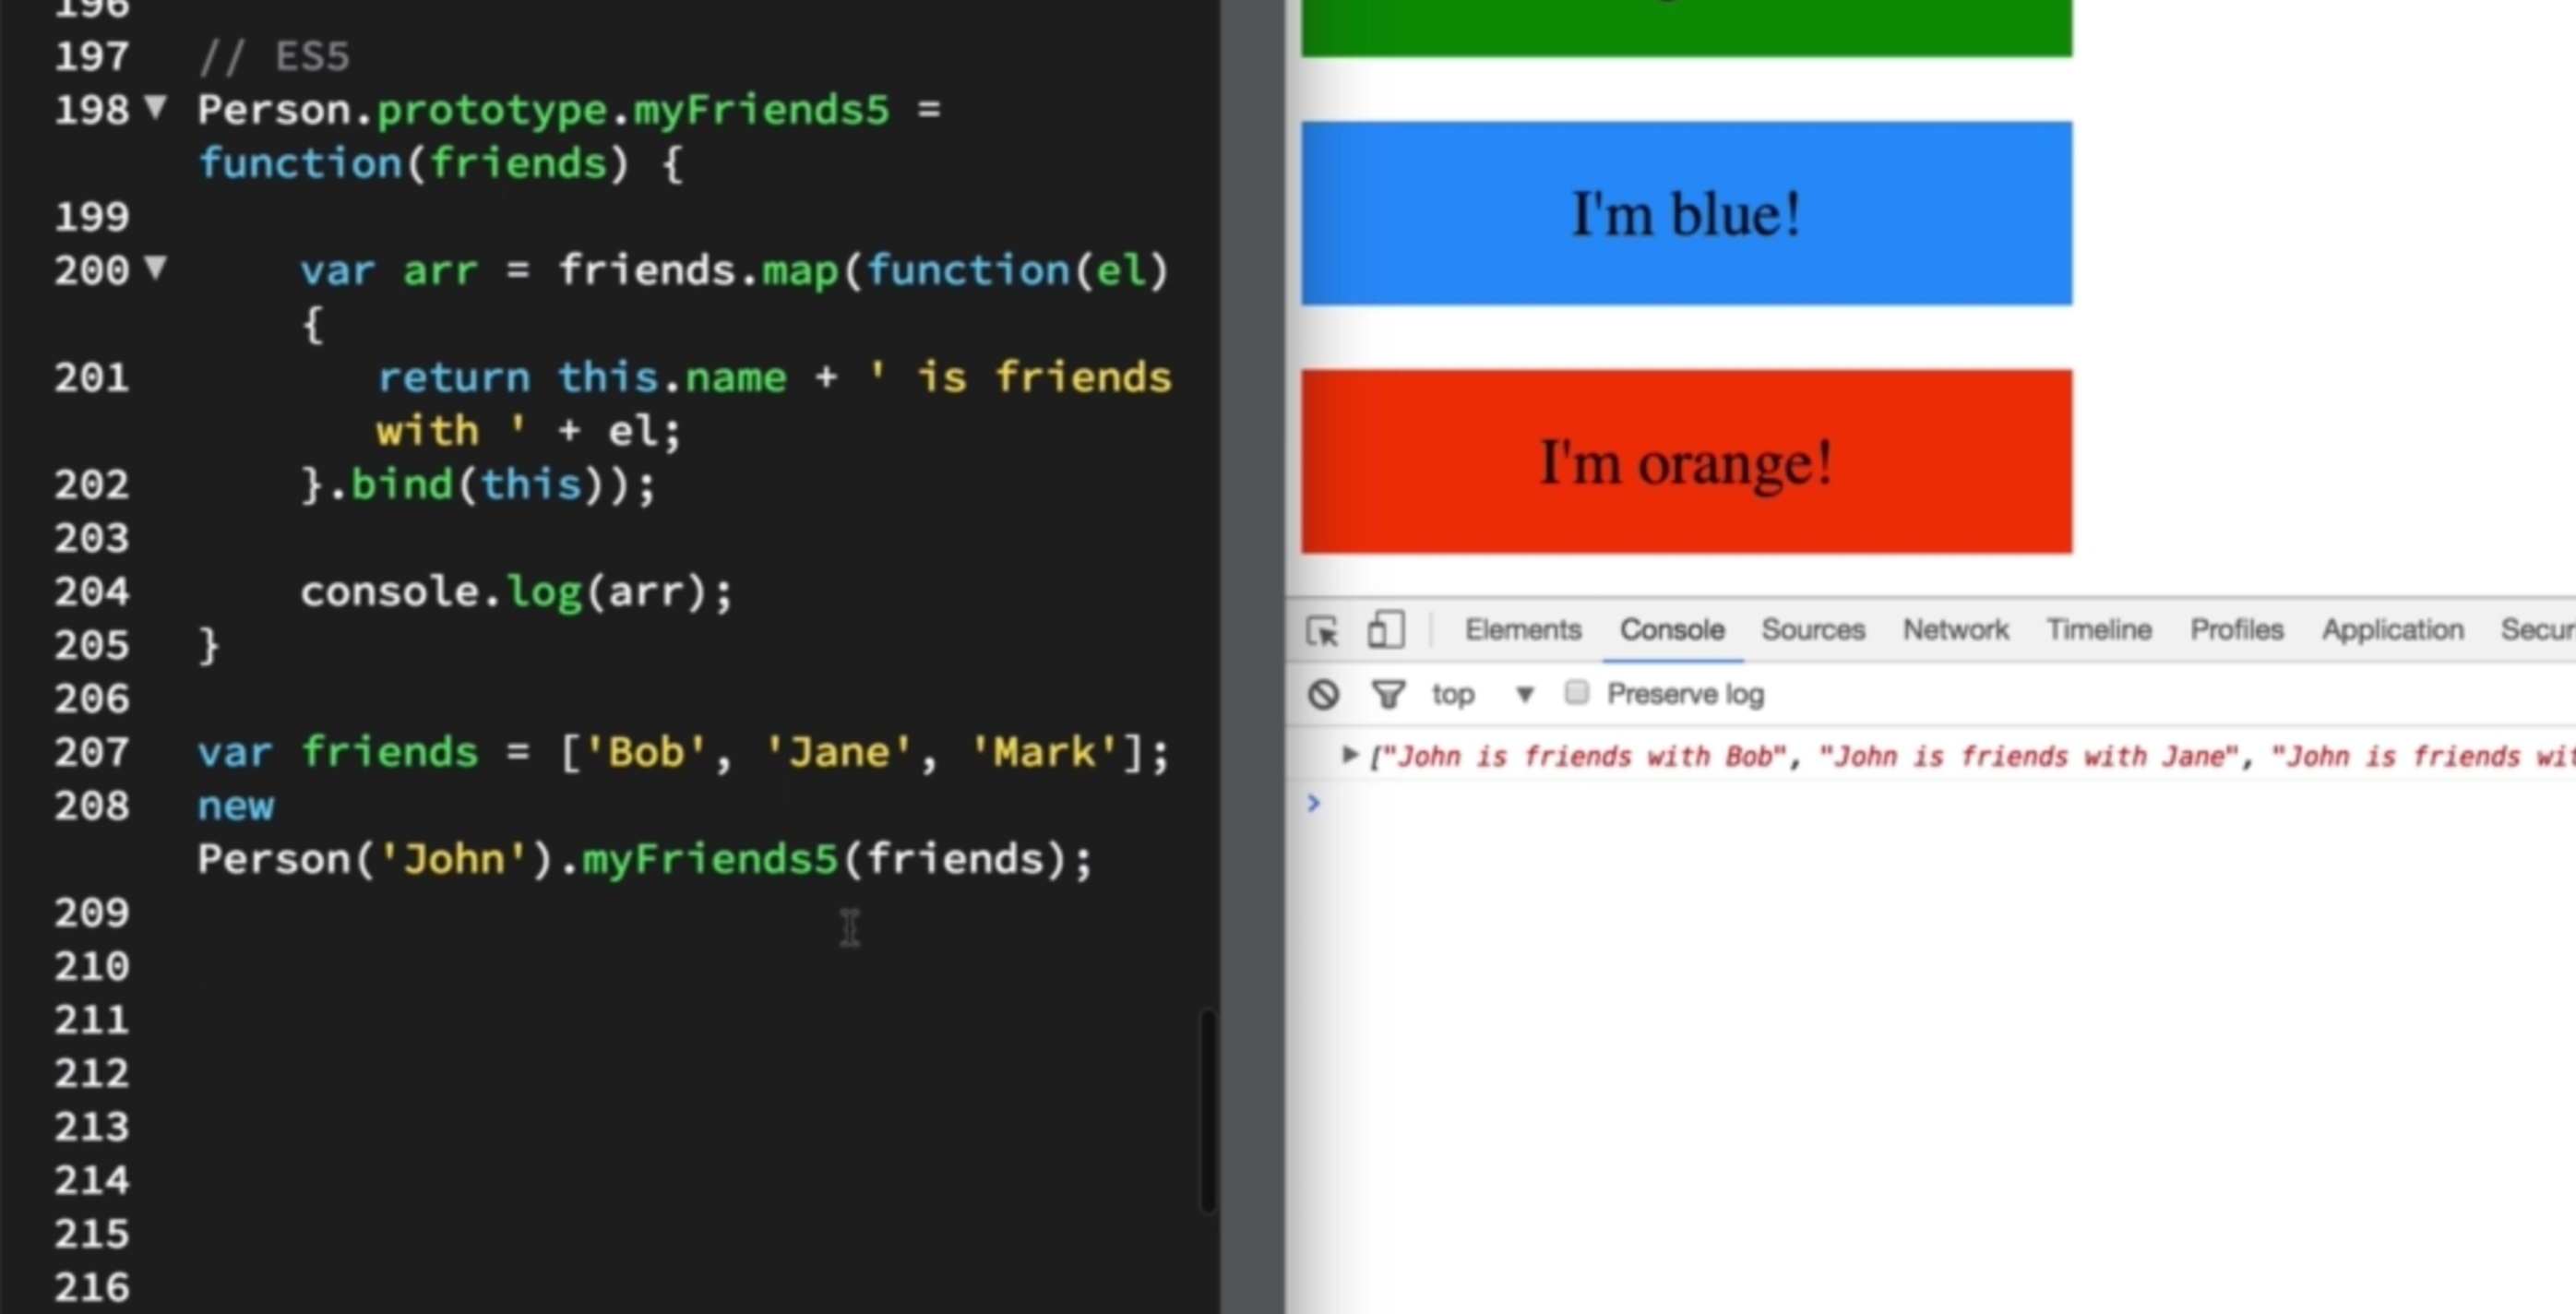 196
197 // ES5
198 Person.prototype.myFriends5 =
function(friends) {
199
200 var arr = friends.map(function(el)
{
201 return this.name + ' is friends
with ' + el;
202 }.bind(this));
203
204 console.log(arr);
205 }
206
207 var friends = ['Bob', 'Jane', 'Mark'];
208 new
Person('John').myFriends5(friends);
209
210
211
212
213
214
215
216
I'm blue!
I'm orange!
Elements Console Sources Network Timeline Profiles Application Secur
top Preserve log
["John is friends with Bob", "John is friends with Jane", "John is friends wit